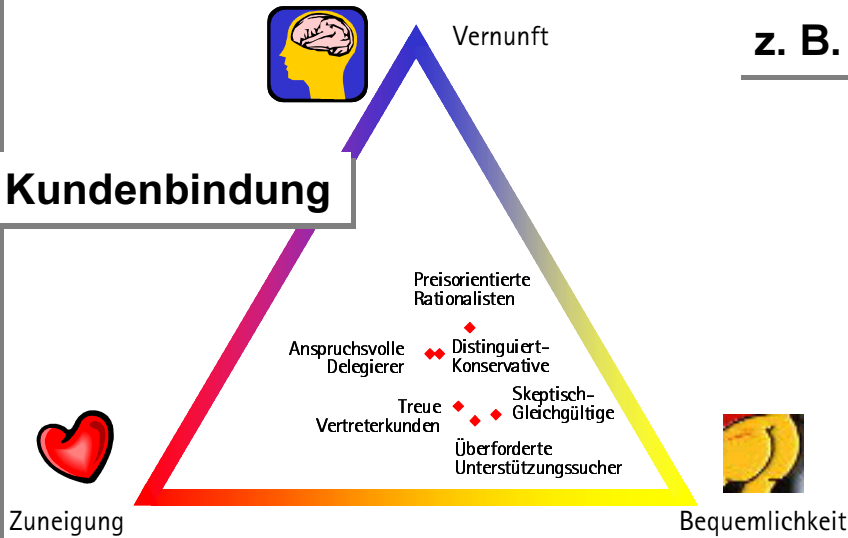 Vernunft
z. B.
Kundenbindung
Preisorientierte
Rationalisten
Anspruchsvolle
Delegierer
Distinguiert-
Konservative
Treue
Vertreterkunden
Skeptisch-
Gleichgültige
Überforderte
Unterstützungssucher
Zuneigung
Bequemlichkeit